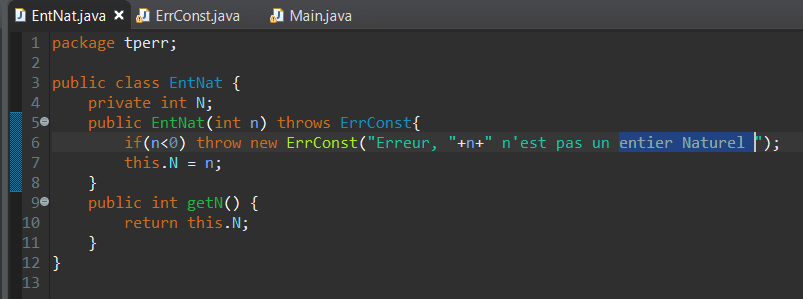 EntNat.java ErrConst.java Main.java
1 package tperr;
2
3 public class EntNat {
4     private int N;
5     public EntNat(int n) throws ErrConst{
6         if(n<0) throw new ErrConst("Erreur, "+n+" n'est pas un entier Naturel ");
7         this.N = n;
8     }
9     public int getN() {
10         return this.N;
11     }
12 }
13